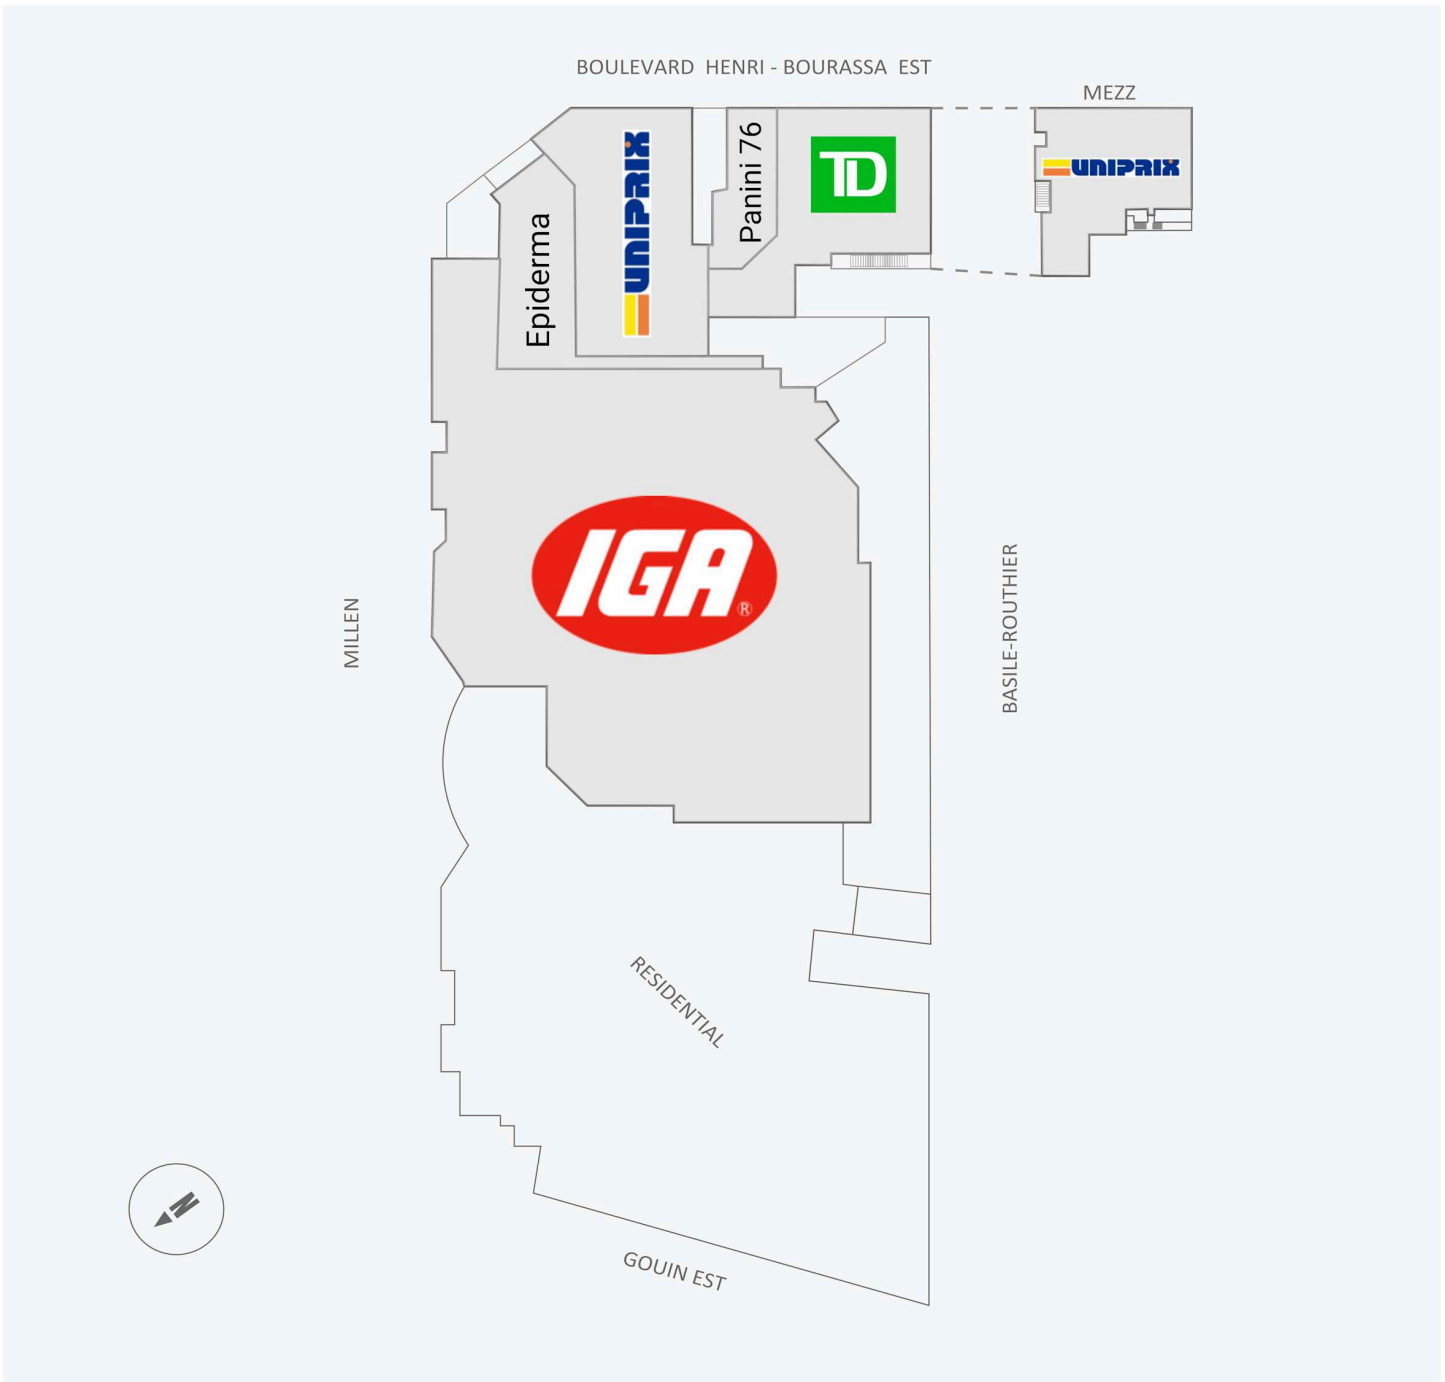 BOULEVARD HENRI - BOURASSA EST
MEZZ
UNIPRIX
Panini 76
TD
UNIPRIX
Epiderma
IGA®
MILLEN
BASILE-ROUTHIER
RESIDENTIAL
N
GOUIN EST